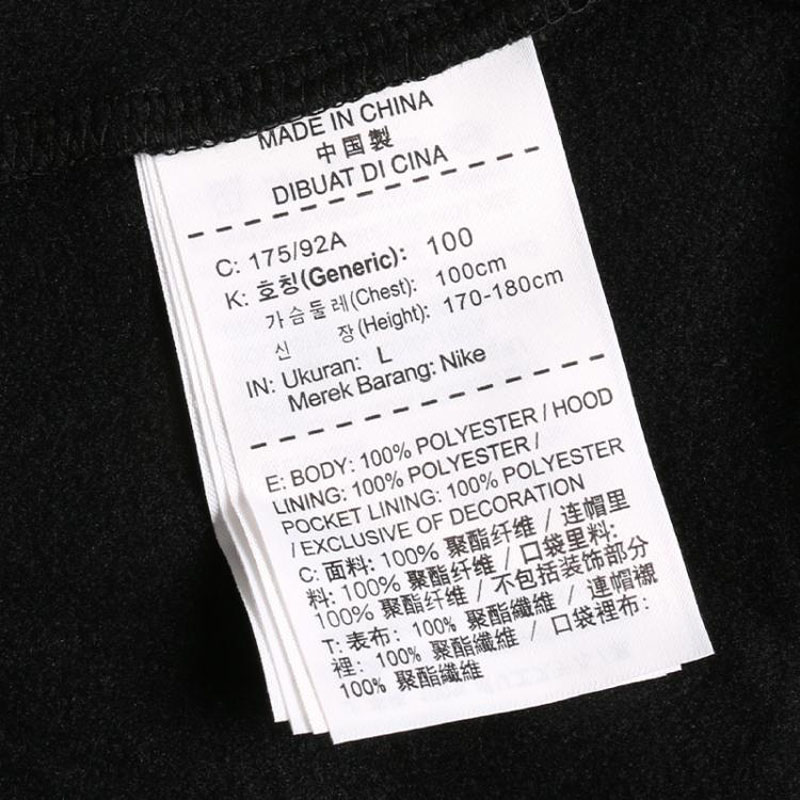 MADE IN CHINA
中国製
DIBUAT DI CINA
C: 175/92A
K: 호칭(Generic): 100
가슴둘레(Chest): 100cm
신 장(Height): 170-180cm
IN: Ukuran: L
Merek Barang: Nike
E: BODY: 100% POLYESTER / HOOD
LINING: 100% POLYESTER /
POCKET LINING: 100% POLYESTER
/ EXCLUSIVE OF DECORATION
C: 面料: 100% 聚酯纤维 / 连帽里
料: 100% 聚酯纤维 / 口袋里料:
100% 聚酯纤维 / 不包括装饰部分
T: 表布: 100% 聚酯纖維 / 連帽襯
裡: 100% 聚酯纖維 / 口袋裡布:
100% 聚酯纖維